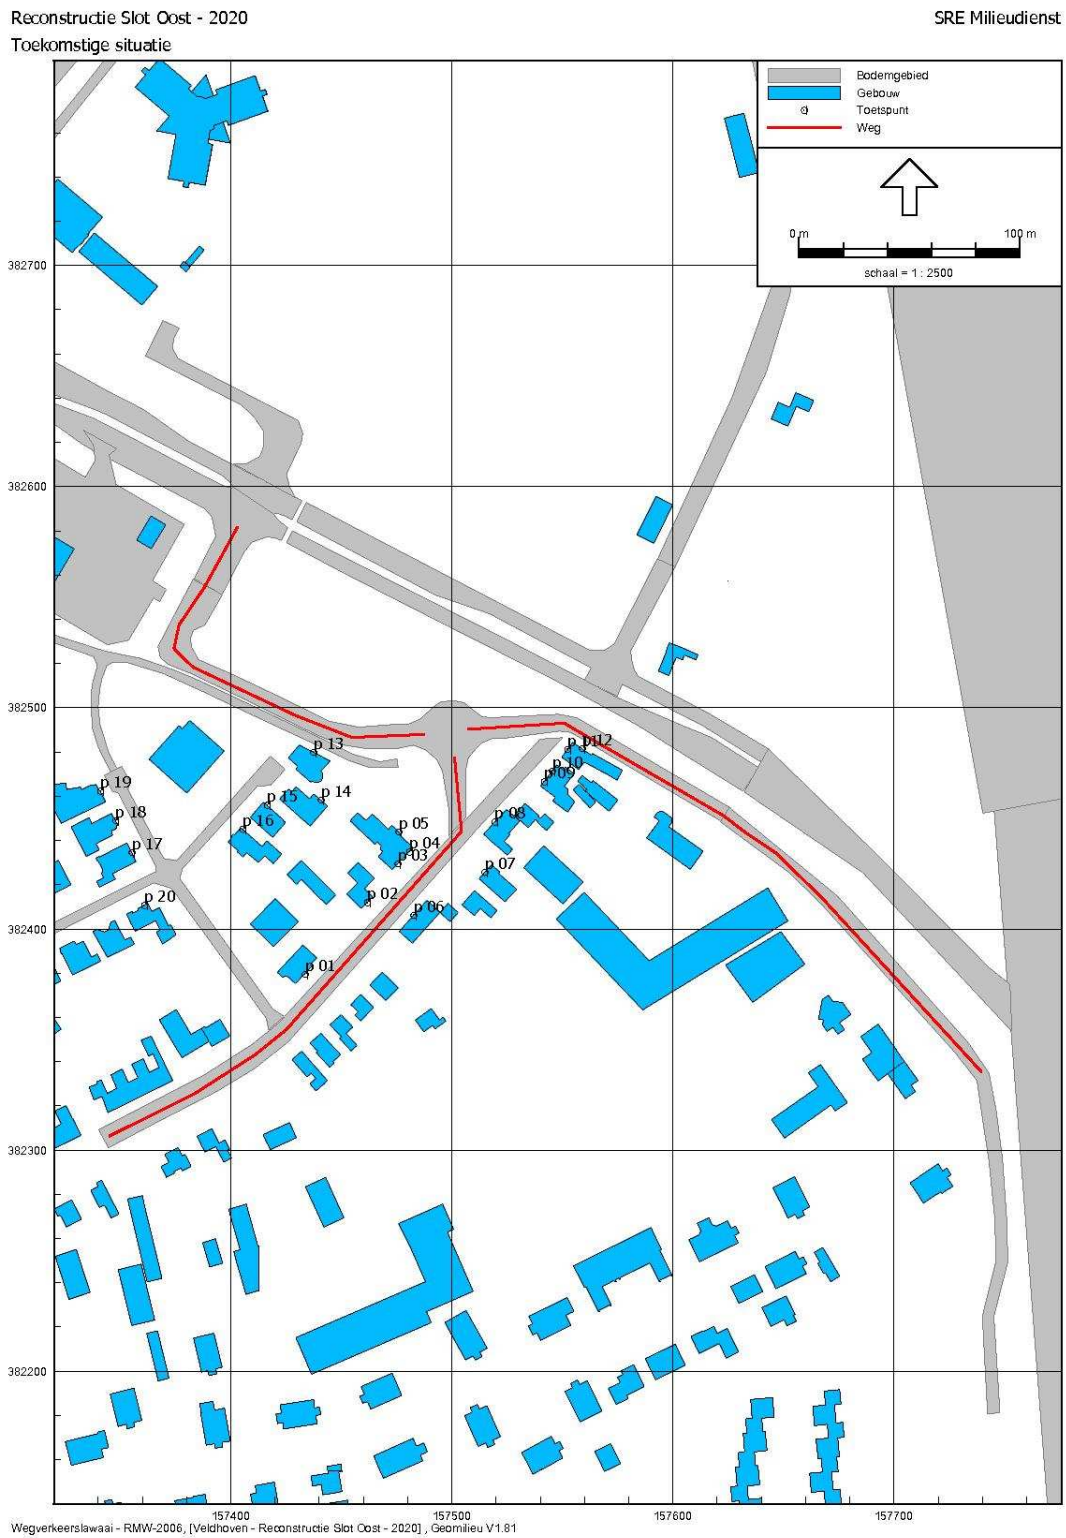 Reconstructie Slot Oost - 2020
SRE Milieudienst
Toekomstige situatie
Bodemgebied
Gebouw
Toetspunt
Weg
0 m
100 m
schaal = 1 : 2500
382700
382600
382500
p 13
p 12
p 10
p 09
p 19
p 14
p 15
p 18
p 16
p 08
p 05
p 17
p 04
p 03
p 07
p 20
p 02
p 06
382400
p 01
382300
382200
157400
157500
157600
157700
Wegverkeerslawaai - RMW-2006, [Veldhoven - Reconstructie Slot Oost - 2020] , Geomilieu V1.81